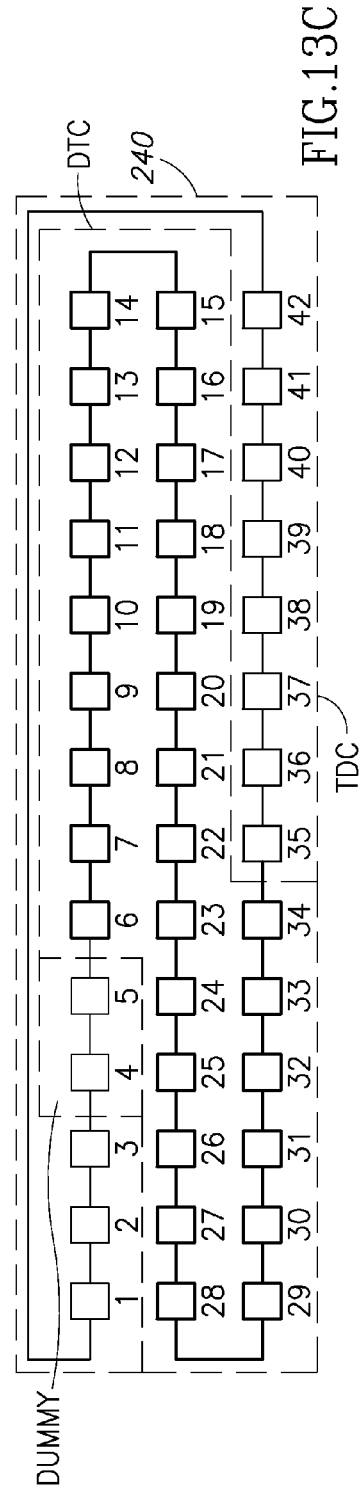 DUMMY
DTC
240
1 2 3 4 5 6 7 8 9 10 11 12 13 14
28 27 26 25 24 23 22 21 20 19 18 17 16 15
29 30 31 32 33 34 35 36 37 38 39 40 41 42
TDC
FIG.13C